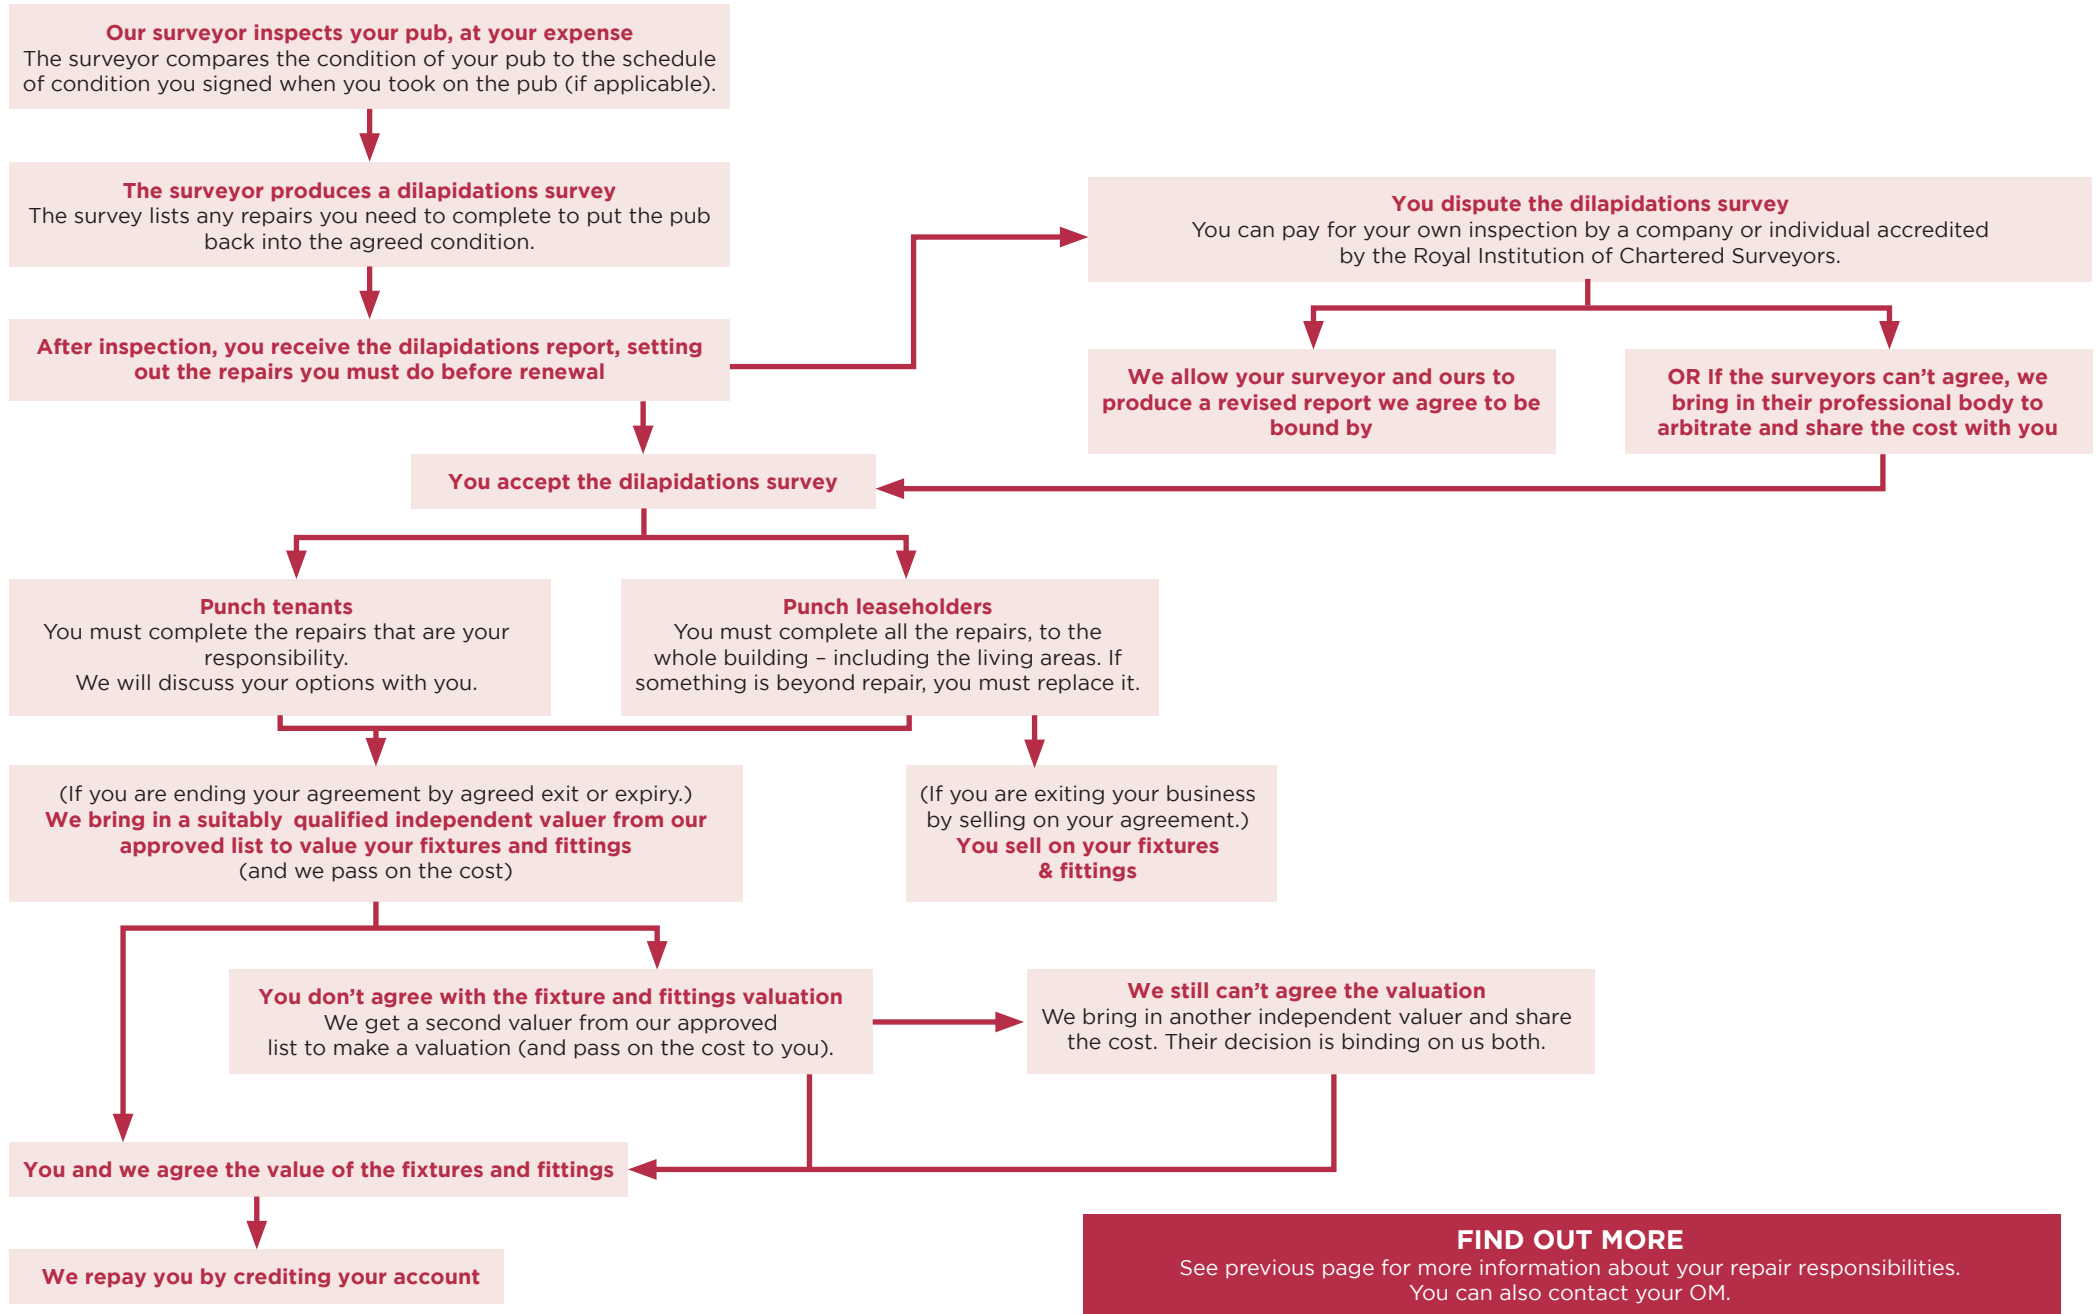 Our surveyor inspects your pub, at your expense
The surveyor compares the condition of your pub to the schedule
of condition you signed when you took on the pub (if applicable).
The surveyor produces a dilapidations survey
The survey lists any repairs you need to complete to put the pub
back into the agreed condition.
After inspection, you receive the dilapidations report, setting
out the repairs you must do before renewal
You dispute the dilapidations survey
You can pay for your own inspection by a company or individual accredited
by the Royal Institution of Chartered Surveyors.
We allow your surveyor and ours to
produce a revised report we agree to be
bound by
OR If the surveyors can’t agree, we
bring in their professional body to
arbitrate and share the cost with you
You accept the dilapidations survey
Punch tenants
You must complete the repairs that are your
responsibility.
We will discuss your options with you.
Punch leaseholders
You must complete all the repairs, to the
whole building – including the living areas. If
something is beyond repair, you must replace it.
(If you are ending your agreement by agreed exit or expiry.)
We bring in a suitably qualified independent valuer from our
approved list to value your fixtures and fittings
(and we pass on the cost)
(If you are exiting your business
by selling on your agreement.)
You sell on your fixtures
& fittings
You don’t agree with the fixture and fittings valuation
We get a second valuer from our approved
list to make a valuation (and pass on the cost to you).
We still can’t agree the valuation
We bring in another independent valuer and share
the cost. Their decision is binding on us both.
You and we agree the value of the fixtures and fittings
We repay you by crediting your account
FIND OUT MORE
See previous page for more information about your repair responsibilities.
You can also contact your OM.